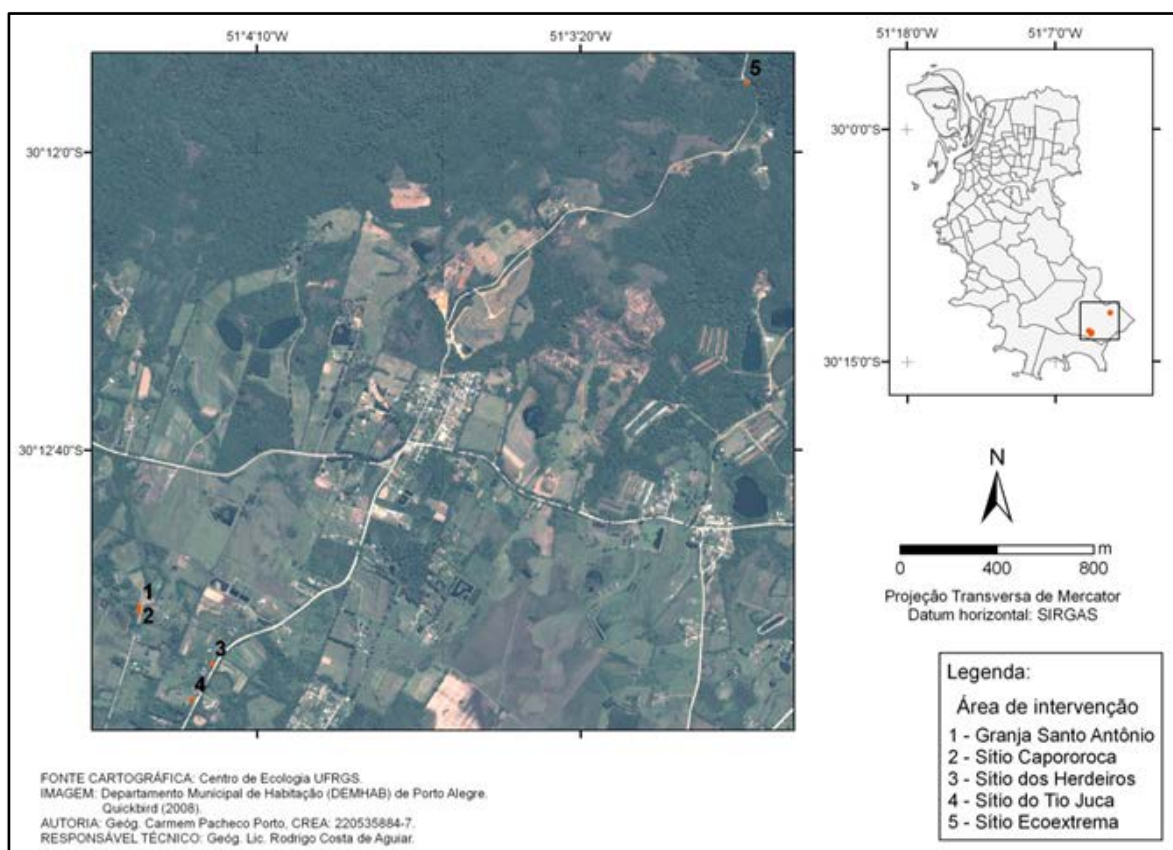 51°4'10"W
51°3'20"W
51°18'0"W
51°7'0"W
5
30°12'0"S
30°0'0"S
30°15'0"S
30°12'40"S
1
2
3
4
N
0 400 800 m
Projeção Transversa de Mercator
Datum horizontal: SIRGAS
Legenda:
Área de intervenção
1 - Granja Santo Antônio
2 - Sítio Capororoca
3 - Sítio dos Herdeiros
4 - Sítio do Tio Juca
5 - Sítio Ecoextrema
FONTE CARTOGRÁFICA: Centro de Ecologia UFRGS.
IMAGEM: Departamento Municipal de Habitação (DEMHAB) de Porto Alegre.
Quickbird (2008).
AUTORIA: Geóg. Carmem Pacheco Porto, CREA: 220535884-7.
RESPONSÁVEL TÉCNICO: Geóg. Lic. Rodrigo Costa de Aguiar.